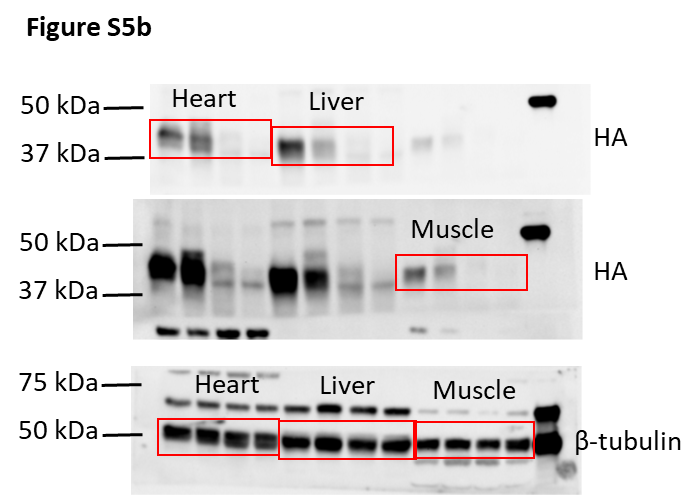 Figure S5b
Heart Liver
50 kDa
HA
37 kDa
Muscle
50 kDa
HA
37 kDa
75 kDa
Heart Liver Muscle
50 kDa
β-tubulin